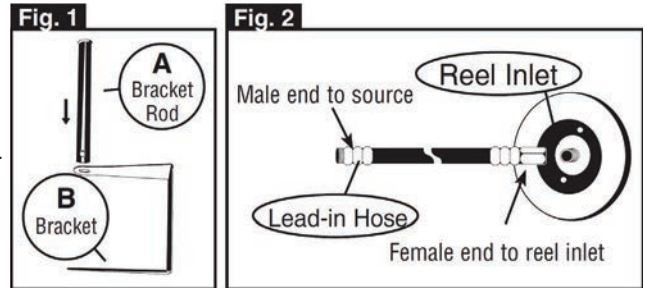 Fig. 1
A
Bracket
Rod
B
Bracket
Fig. 2
Reel Inlet
Male end to source
Lead-in Hose
Female end to reel inlet